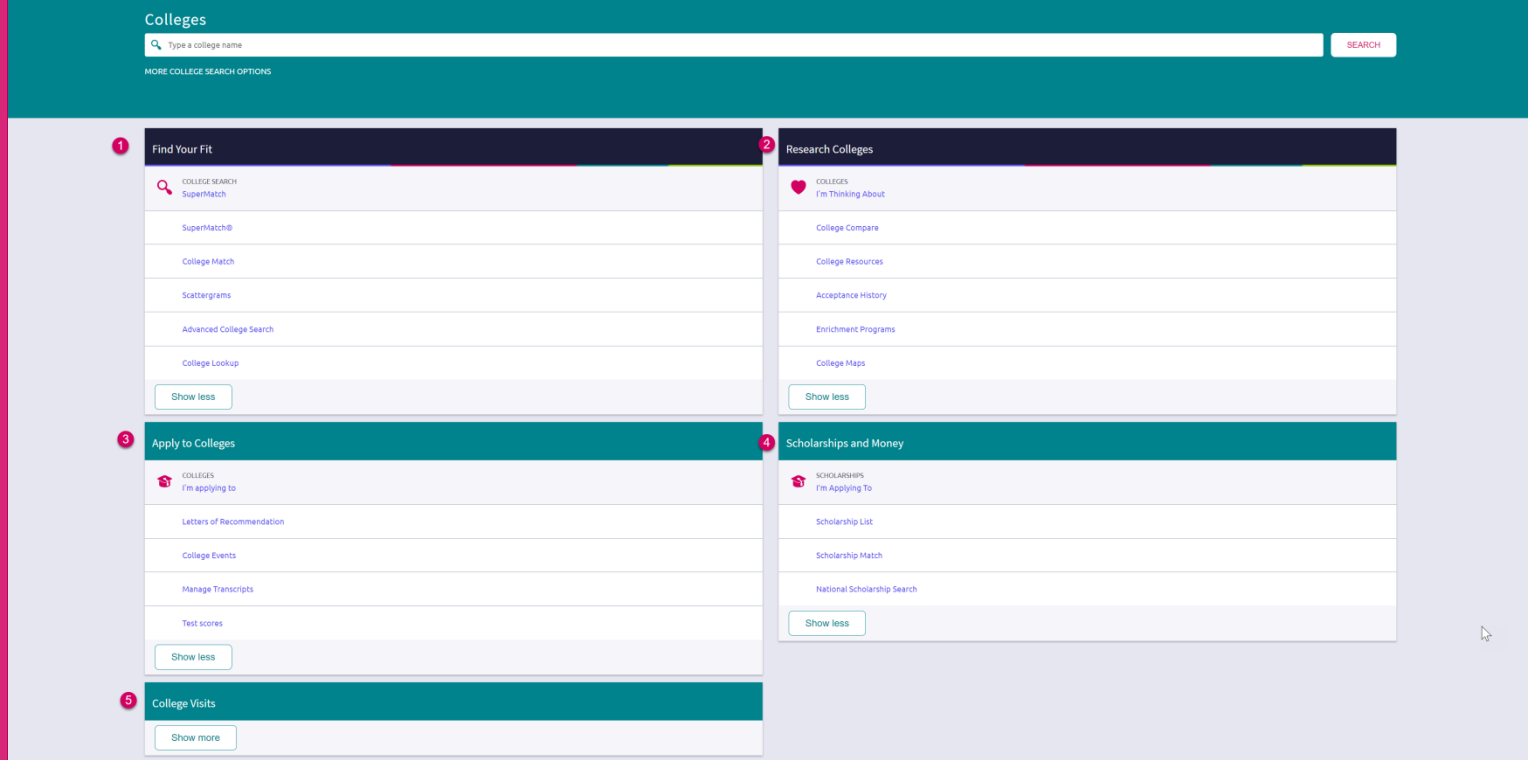 Colleges
Type a college name
SEARCH
MORE COLLEGE SEARCH OPTIONS
1
Find Your Fit
COLLEGE SEARCH
SuperMatch
SuperMatch®
College Match
Scattergrams
Advanced College Search
College Lookup
Show less
2
Research Colleges
COLLEGES
I'm Thinking About
College Compare
College Resources
Acceptance History
Enrichment Programs
College Maps
Show less
3
Apply to Colleges
COLLEGES
I'm applying to
Letters of Recommendation
College Events
Manage Transcripts
Test scores
Show less
4
Scholarships and Money
SCHOLARSHIPS
I'm Applying To
Scholarship List
Scholarship Match
National Scholarship Search
Show less
5
College Visits
Show more